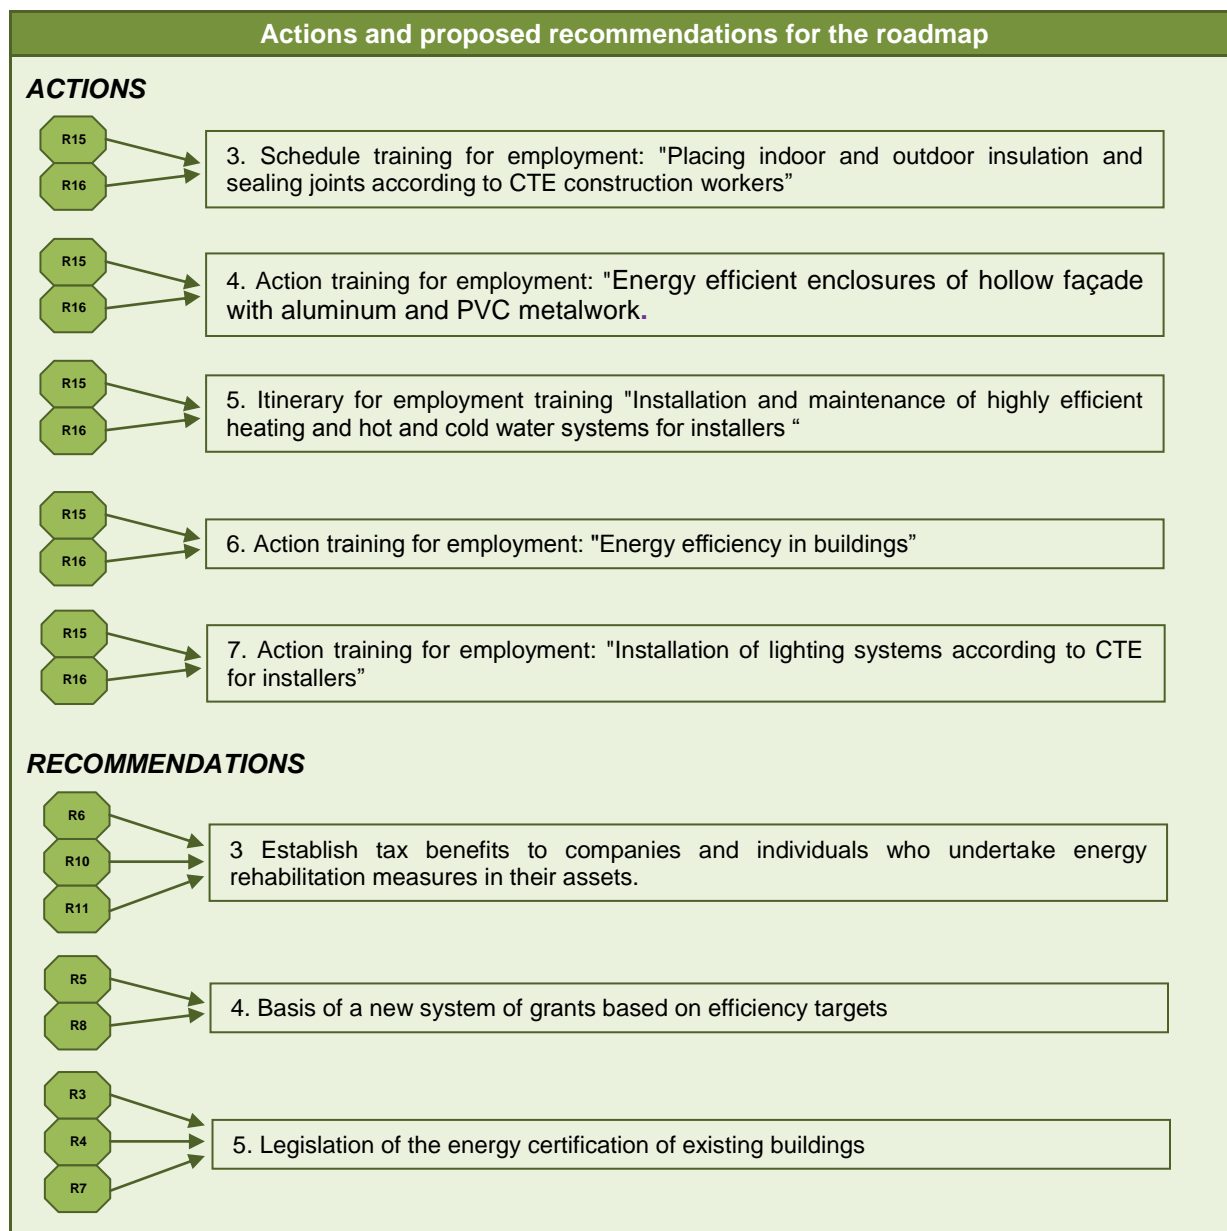 Actions and proposed recommendations for the roadmap
ACTIONS
R15
R16
3. Schedule training for employment: "Placing indoor and outdoor insulation and
sealing joints according to CTE construction workers”
R15
R16
4. Action training for employment: "Energy efficient enclosures of hollow façade
with aluminum and PVC metalwork.
R15
R16
5. Itinerary for employment training "Installation and maintenance of highly efficient
heating and hot and cold water systems for installers “
R15
R16
6. Action training for employment: "Energy efficiency in buildings”
R15
R16
7. Action training for employment: "Installation of lighting systems according to CTE
for installers”
RECOMMENDATIONS
R6
R10
R11
3 Establish tax benefits to companies and individuals who undertake energy
rehabilitation measures in their assets.
R5
R8
4. Basis of a new system of grants based on efficiency targets
R3
R4
R7
5. Legislation of the energy certification of existing buildings